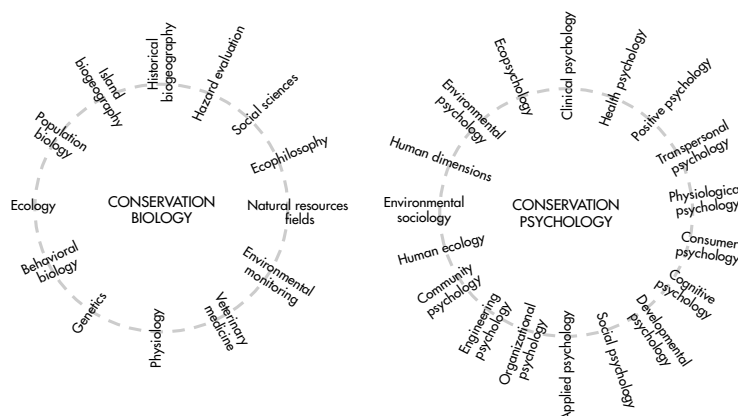 CONSERVATION
BIOLOGY
Historical
biogeography
Hazard evaluation
Social sciences
Ecophilosophy
Natural resources
fields
Environmental
monitoring
Veterinary
medicine
Physiology
Genetics
Behavioral
biology
Ecology
Population
biology
Island
biogeography
CONSERVATION
PSYCHOLOGY
Clinical psychology
Health psychology
Positive psychology
Transpersonal
psychology
Physiological
psychology
Consumer
psychology
Cognitive
psychology
Developmental
psychology
Social psychology
Applied psychology
Organizational
psychology
Engineering
psychology
Community
psychology
Human ecology
Environmental
sociology
Human dimensions
Environmental
psychology
Ecopsychology